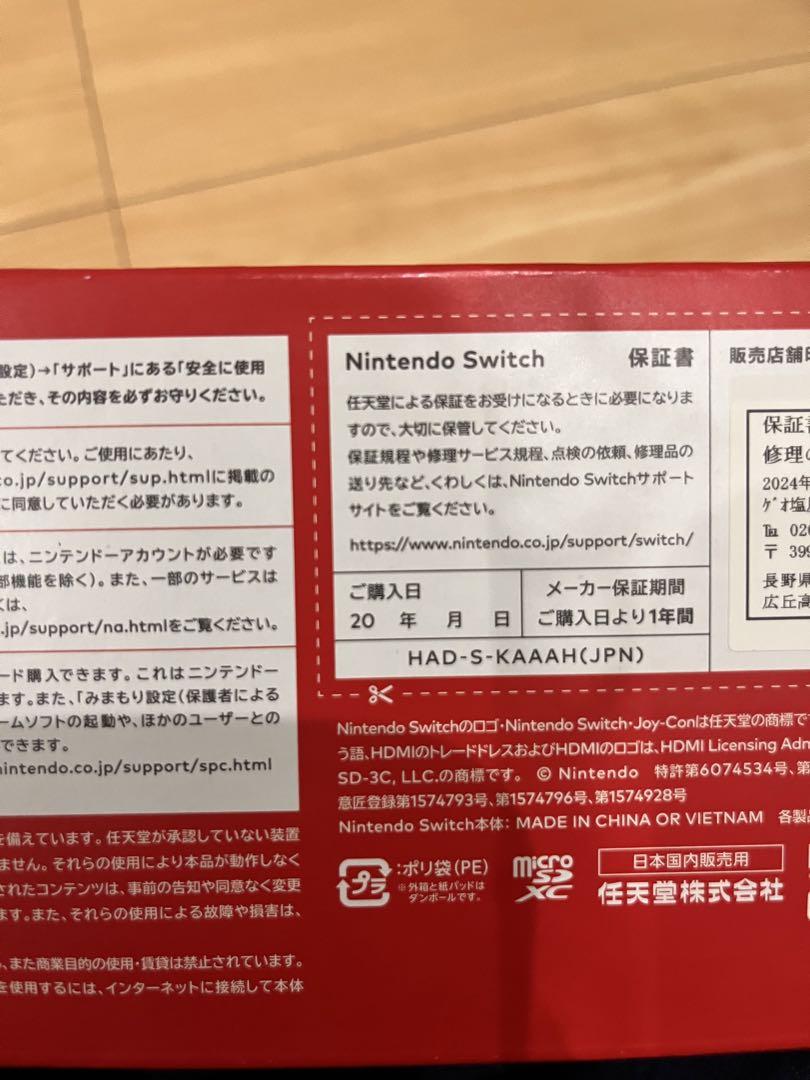 設定)→「サポート」にある「安全に使用
ただき、その内容を必ずお守りください。
てください。ご使用にあたり、
co.jp/support/sup.htmlに掲載の
に同意していただく必要があります。
は、ニンテンドーアカウントが必要です
部機能を除く)。また、一部のサービスは
くは、
.jp/support/na.htmlをご覧ください。
ード購入できます。これはニンテンドー
ます。また、「みまもり設定(保護者による
ームソフトの起動や、ほかのユーザーとの
できます。
nintendo.co.jp/support/spc.html
を備えています。任天堂が承認していない装置
ません。それらの使用により本品が動作しなく
されたコンテンツは、事前の告知や同意なく変更
す。また、それらの使用による故障や損害は、
、また商業目的の使用・賃貸は禁止されています。
を使用するには、インターネットに接続して本体
Nintendo Switch 保証書
任天堂による保証をお受けになるときに必要になりま
すので、大切に保管してください。
保証規程や修理サービス規程、点検の依頼、修理品の
送り先など、くわしくは、Nintendo Switchサポート
サイトをご覧ください。
https://www.nintendo.co.jp/support/switch/
ご購入日
20 年 月 日
メーカー保証期間
ご購入日より1年間
HAD-S-KAAAH(JPN)
販売店舗
保証書
修理の
2024年
ゲオ塩
℡ 026
〒 399
長野県
広丘高
Nintendo Switchのロゴ・Nintendo Switch・Joy-Conは任天堂の商標で
う語、HDMIのトレードドレスおよびHDMIのロゴは、HDMI Licensing Adm
SD-3C, LLC.の商標です。 © Nintendo 特許第6074534号、第
意匠登録第1574793号、第1574796号、第1574928号
Nintendo Switch本体: MADE IN CHINA OR VIETNAM 各製品
プラ
:ポリ袋(PE)
※外箱と紙パッドは
ダンボールです。
micro SD XC
日本国内販売用
任天堂株式会社